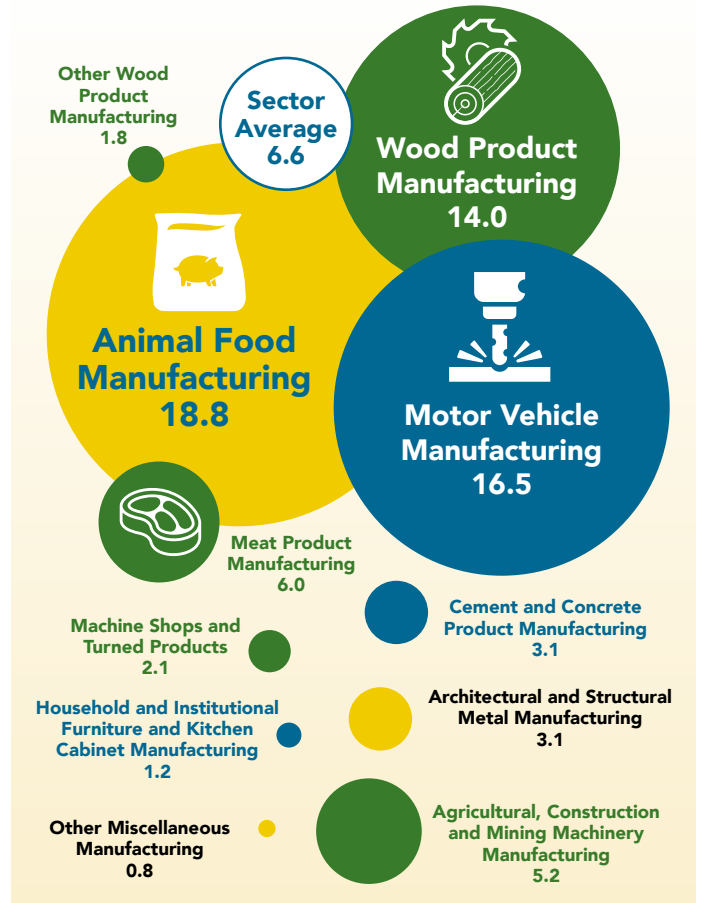 Other Wood
Product
Manufacturing
1.8
Sector
Average
6.6
Wood Product
Manufacturing
14.0
Animal Food
Manufacturing
18.8
Motor Vehicle
Manufacturing
16.5
Meat Product
Manufacturing
6.0
Cement and Concrete
Product Manufacturing
3.1
Machine Shops and
Turned Products
2.1
Architectural and Structural
Metal Manufacturing
3.1
Household and Institutional
Furniture and Kitchen
Cabinet Manufacturing
1.2
Agricultural, Construction
and Mining Machinery
Manufacturing
5.2
Other Miscellaneous
Manufacturing
0.8